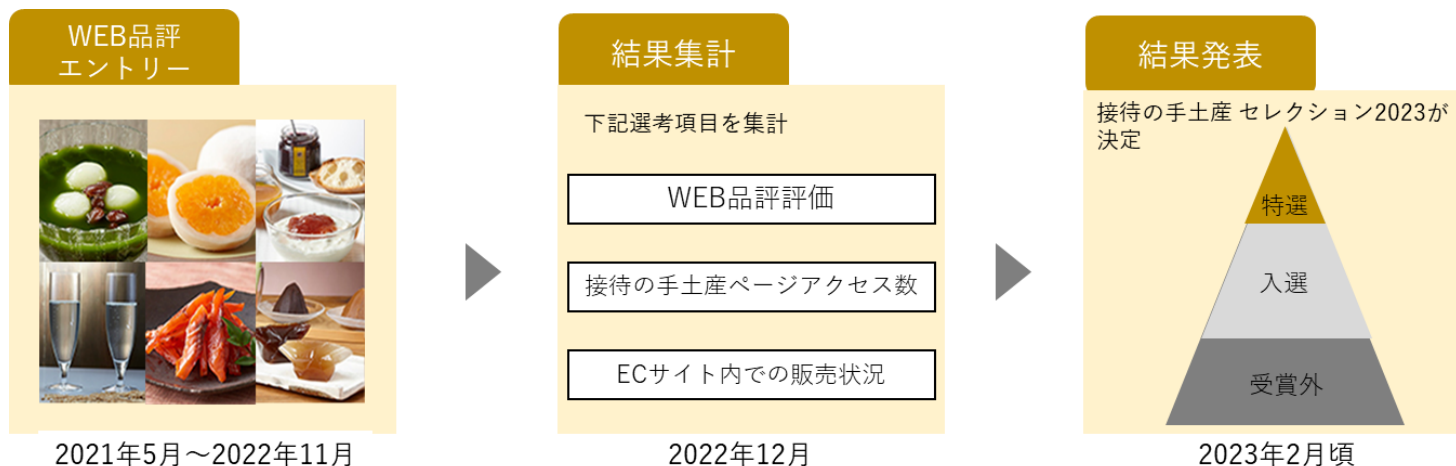 WEB品評
エントリー
2021年5月～2022年11月
結果集計
下記選考項目を集計
WEB品評評価
接待の手土産ページアクセス数
ECサイト内での販売状況
2022年12月
結果発表
接待の手土産 セレクション2023が
決定
特選
入選
受賞外
2023年2月頃